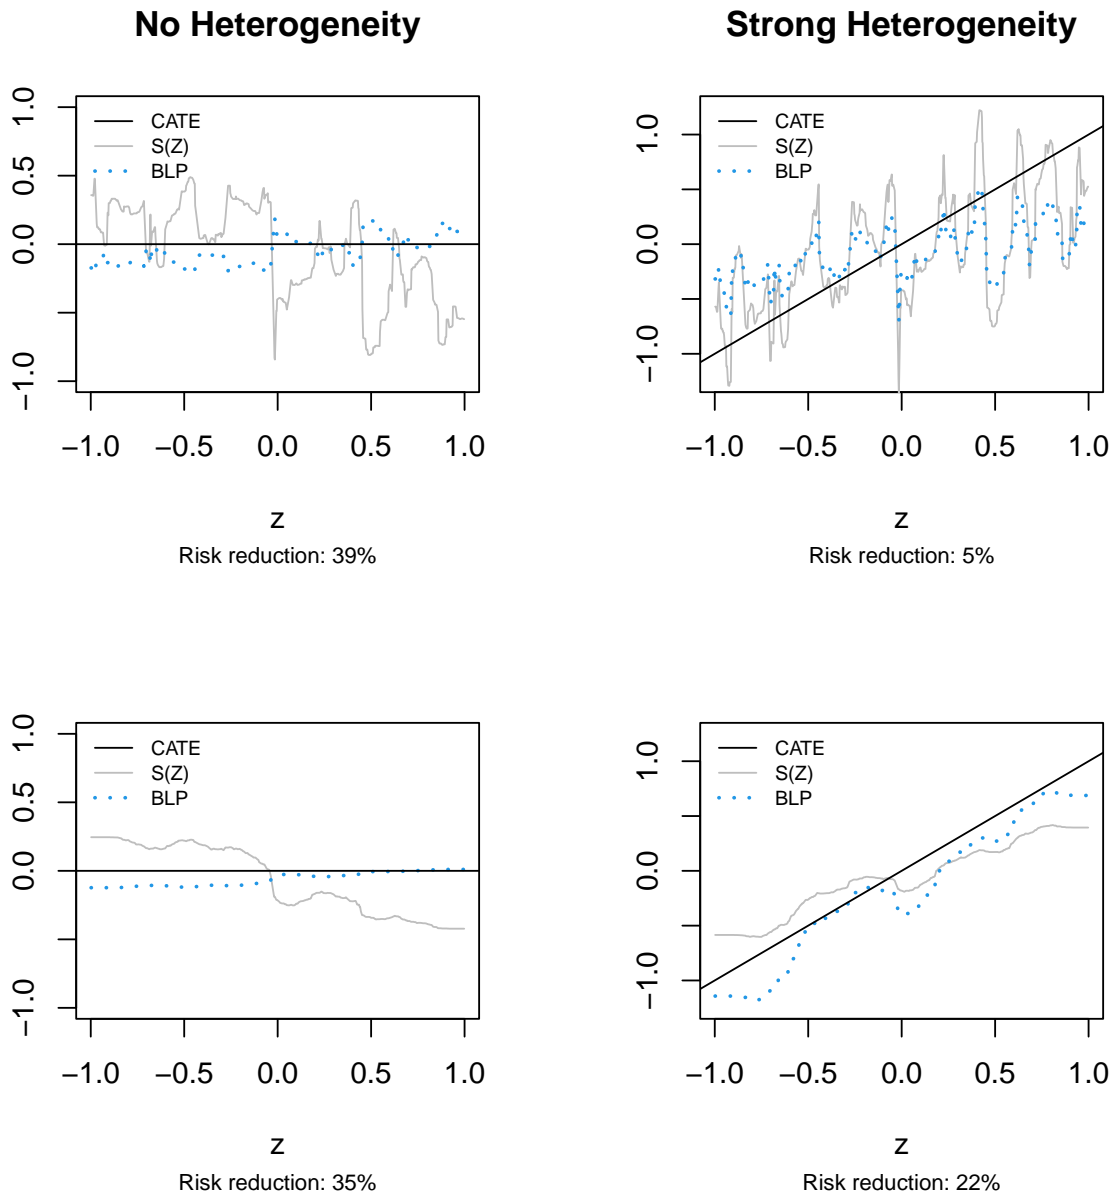 No Heterogeneity
1.0
0.5
0.0
−1.0
CATE
S(Z)
BLP
−1.0 −0.5 0.0 0.5 1.0
z
Risk reduction: 39%
Strong Heterogeneity
1.0
0.0
−1.0
CATE
S(Z)
BLP
−1.0 −0.5 0.0 0.5 1.0
z
Risk reduction: 5%
1.0
0.5
0.0
−1.0
CATE
S(Z)
BLP
−1.0 −0.5 0.0 0.5 1.0
z
Risk reduction: 35%
1.0
0.0
−1.0
CATE
S(Z)
BLP
−1.0 −0.5 0.0 0.5 1.0
z
Risk reduction: 22%